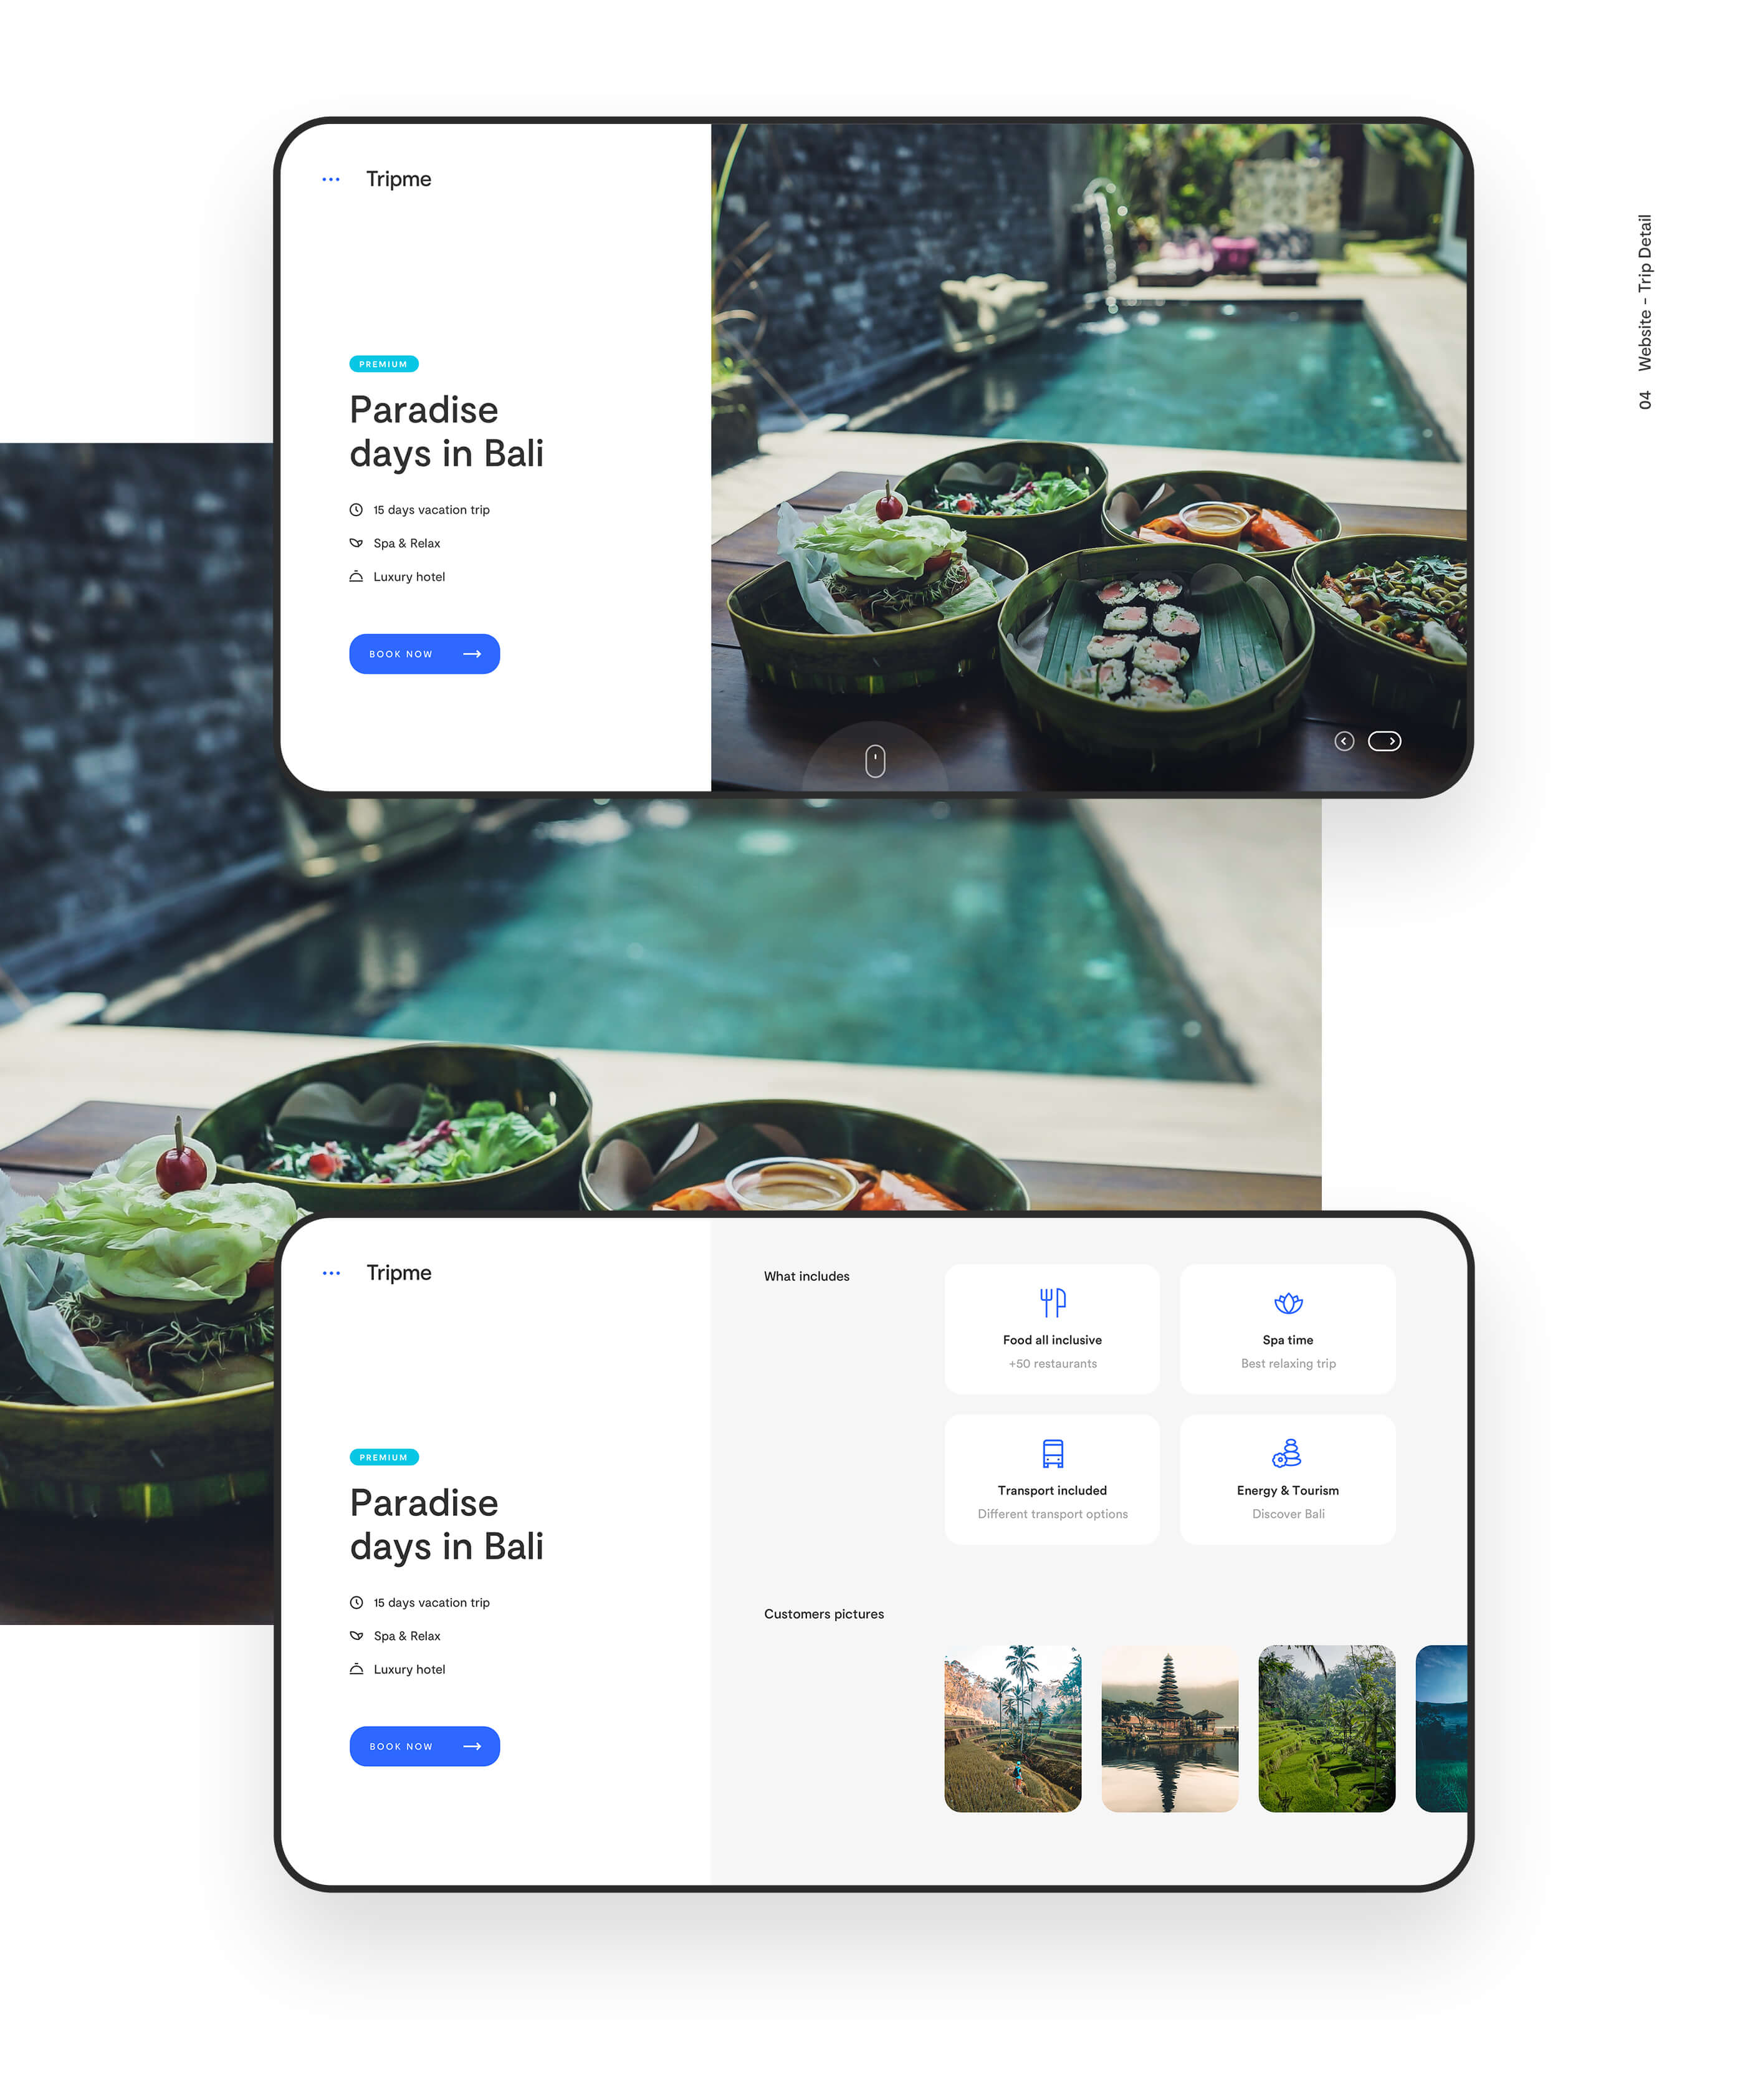 Tripme
PREMIUM
Paradise
days in Bali
15 days vacation trip
Spa & Relax
Luxury hotel
BOOK NOW
04 Website - Trip Detail
Tripme
PREMIUM
Paradise
days in Bali
15 days vacation trip
Spa & Relax
Luxury hotel
BOOK NOW
What includes
Food all inclusive
+50 restaurants
Spa time
Best relaxing trip
Transport included
Different transport options
Energy & Tourism
Discover Bali
Customers pictures